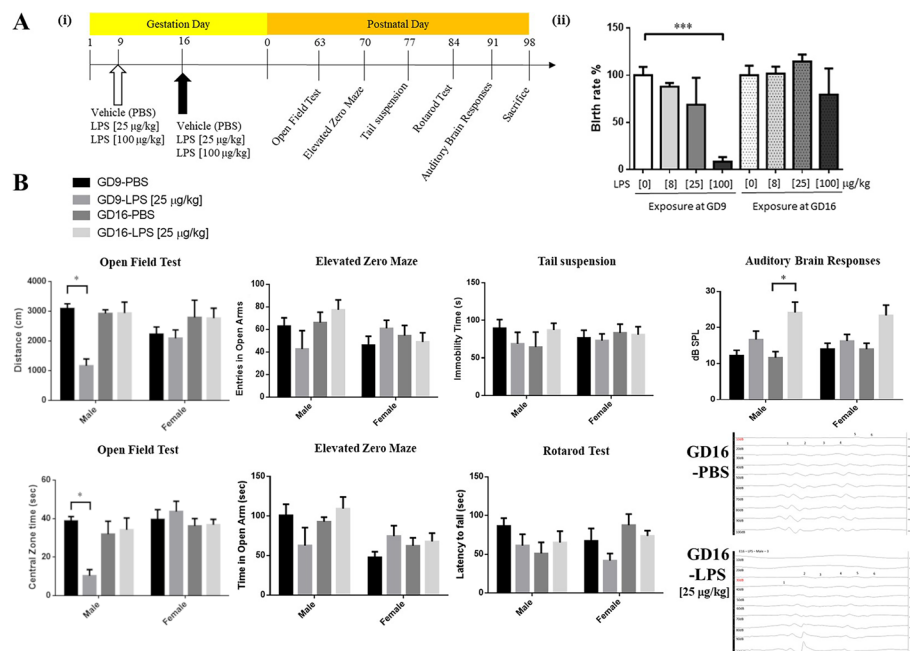 A
(i)
Gestation Day
Postnatal Day
1 9 16 0 63 70 77 84 91 98
Vehicle (PBS)
LPS [25 µg/kg]
LPS [100 µg/kg]
Vehicle (PBS)
LPS [25 µg/kg]
LPS [100 µg/kg]
Open Field Test
Elevated Zero Maze
Tail suspension
Rotarod Test
Auditory Brain Responses
Sacrifice
(ii)
***
Birth rate %
150
100
50
0
LPS [0] [8] [25] [100] [0] [8] [25] [100] µg/kg
Exposure at GD9
Exposure at GD16
B
GD9-PBS
GD9-LPS [25 µg/kg]
GD16-PBS
GD16-LPS [25 µg/kg]
Open Field Test
*
Distance (cm)
4000
3000
2000
1000
0
Male
Female
Elevated Zero Maze
Entries in Open Arms
150
100
50
0
Male
Female
Tail suspension
Immobility Time (s)
150
100
50
0
Male
Female
Auditory Brain Responses
*
dB SPL
30
20
10
0
Male
Female
Open Field Test
*
Central Zone time (sec)
80
60
40
20
0
Male
Female
Elevated Zero Maze
Time in Open Arm (sec)
150
100
50
0
Male
Female
Rotarod Test
Latency to fall (sec)
150
100
50
0
Male
Female
GD16
-PBS
GD16
-LPS
[25 µg/kg]